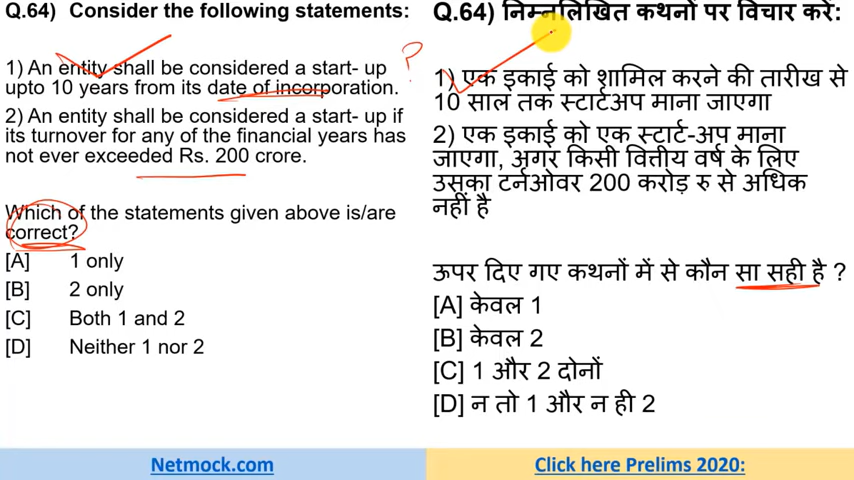 Q.64) Consider the following statements:
1) An entity shall be considered a start- up
upto 10 years from its date of incorporation.
2) An entity shall be considered a start-up if
its turnover for any of the financial years has
not ever exceeded Rs. 200 crore.
Which of the statements given above is/are
correct?
[A] 1 only
[B] 2 only
[C] Both 1 and 2
[D] Neither 1 nor 2
?
Q.64) निम्नलिखित कथनों पर विचार करें:
1) एक इकाई को शामिल करने की तारीख से
10 साल तक स्टार्टअप माना जाएगा
2) एक इकाई को एक स्टार्ट-अप माना
जाएगा, अगर किसी वित्तीय वर्ष के लिए
उसका टर्नओवर 200 करोड़ रु से अधिक
नहीं है
ऊपर दिए गए कथनों में से कौन सा सही है ?
[A] केवल 1
[B] केवल 2
[C] 1 और 2 दोनों
[D] न तो 1 और न ही 2
Netmock.com
Click here Prelims 2020: